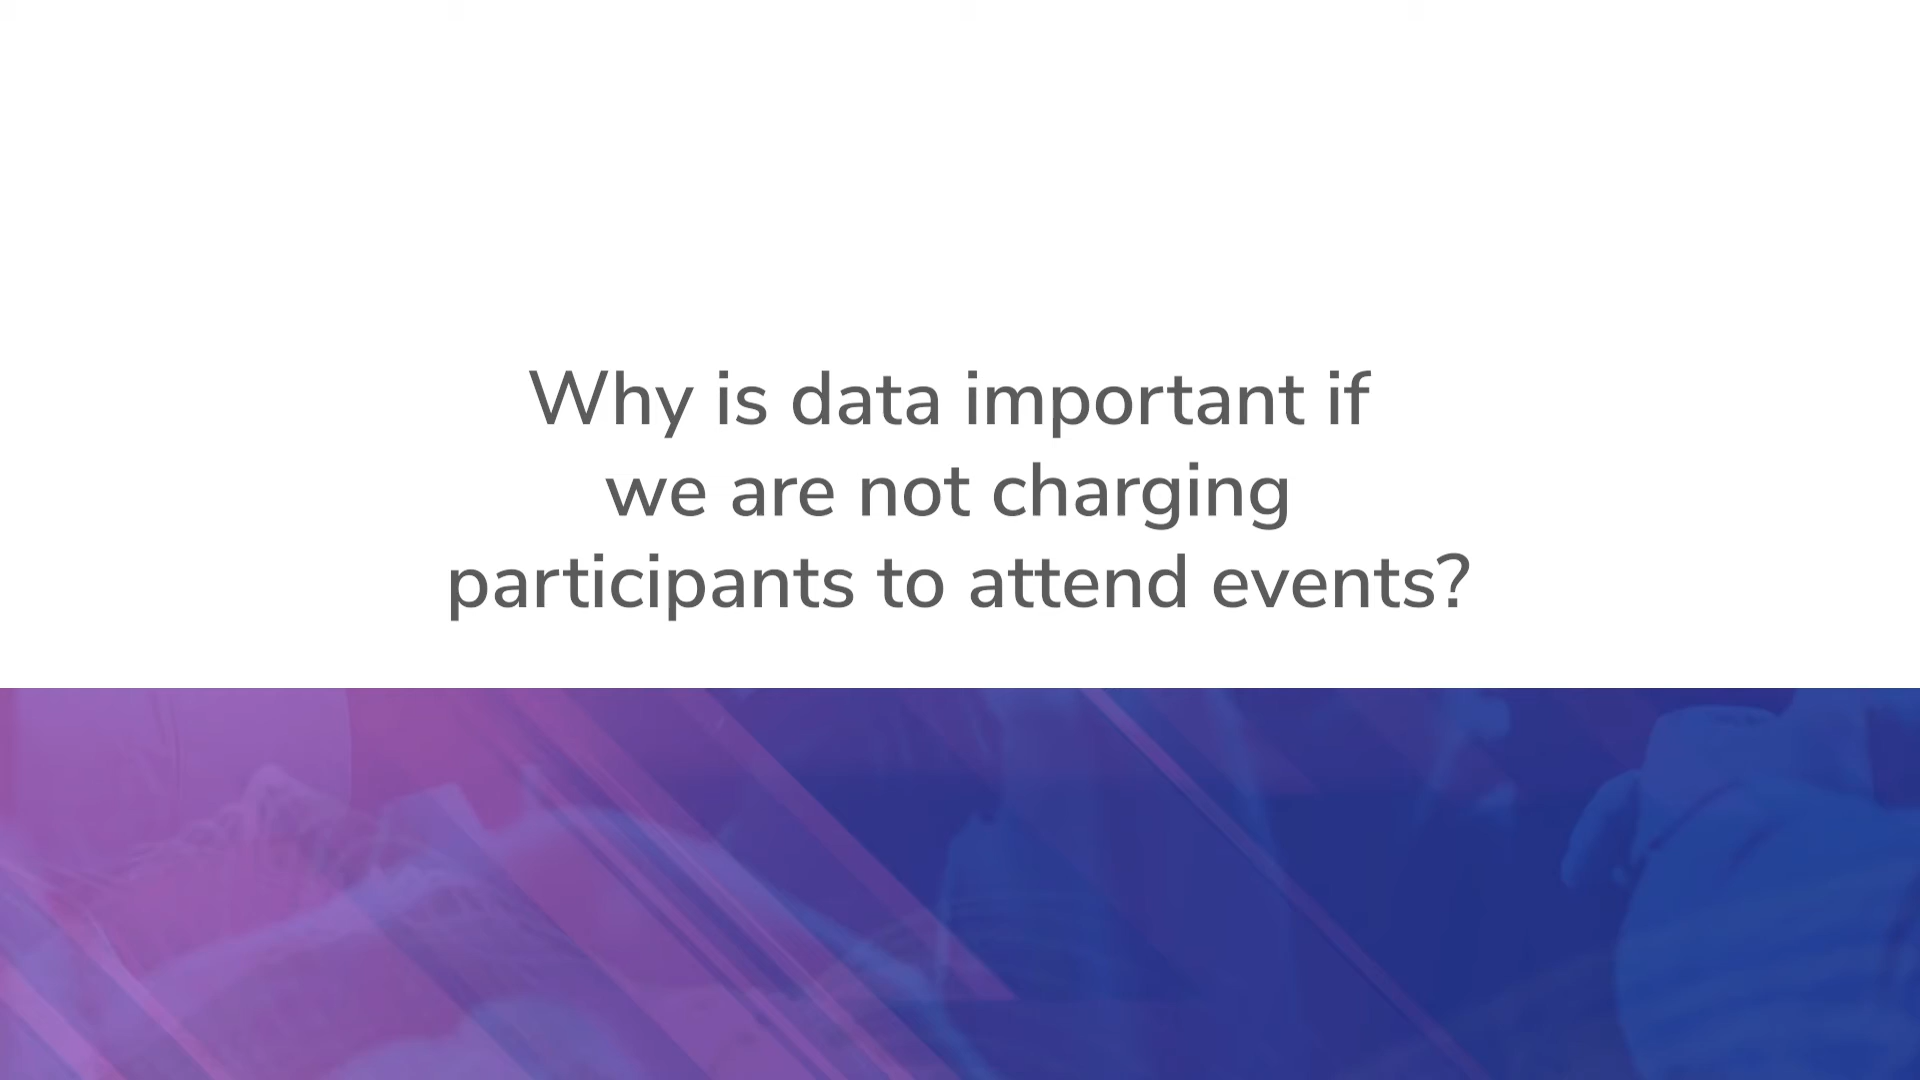 Why is data important if
we are not charging
participants to attend events?